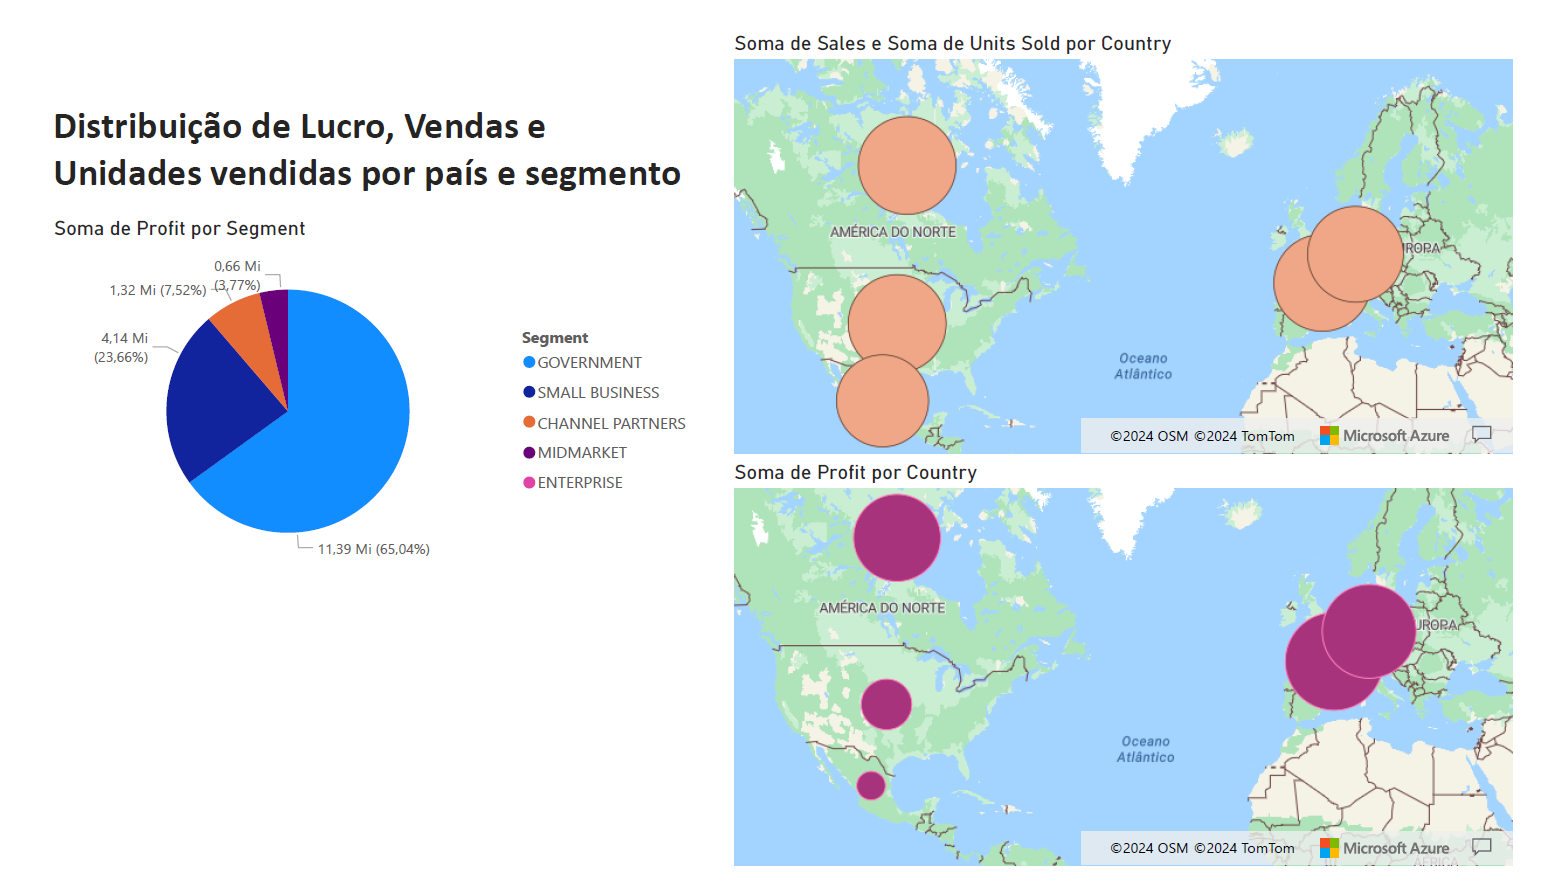 Distribuição de Lucro, Vendas e
Unidades vendidas por país e segmento
Soma de Profit por Segment
0,66 Mi
(3,77%)
1,32 Mi (7,52%)
4,14 Mi
(23,66%)
11,39 Mi (65,04%)
Segment
GOVERNMENT
SMALL BUSINESS
CHANNEL PARTNERS
MIDMARKET
ENTERPRISE
Soma de Sales e Soma de Units Sold por Country
AMÉRICA DO NORTE
ROPA
Oceano
Atlântico
©2024 OSM ©2024 TomTom
Microsoft Azure
Soma de Profit por Country
AMÉRICA DO NORTE
UROPA
Oceano
Atlântico
©2024 OSM ©2024 TomTom
Microsoft Azure
ÁFRICA